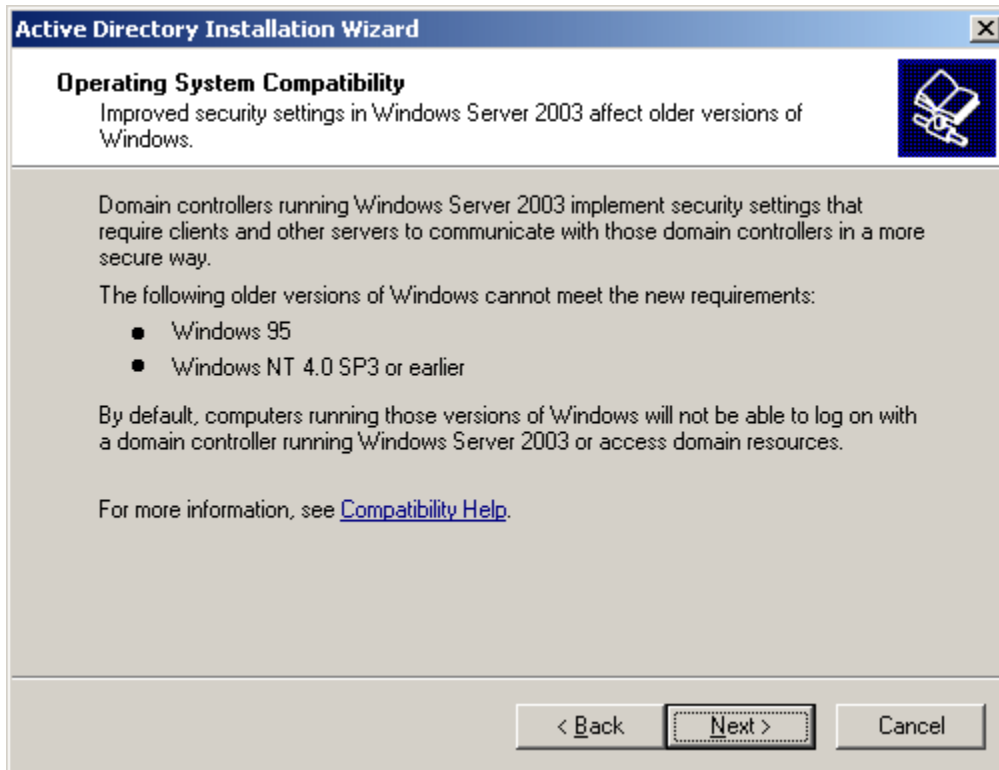 Active Directory Installation Wizard
Operating System Compatibility
Improved security settings in Windows Server 2003 affect older versions of
Windows.
Domain controllers running Windows Server 2003 implement security settings that
require clients and other servers to communicate with those domain controllers in a more
secure way.
The following older versions of Windows cannot meet the new requirements:
● Windows 95
● Windows NT 4.0 SP3 or earlier
By default, computers running those versions of Windows will not be able to log on with
a domain controller running Windows Server 2003 or access domain resources.
For more information, see Compatibility Help.
< Back Next > Cancel